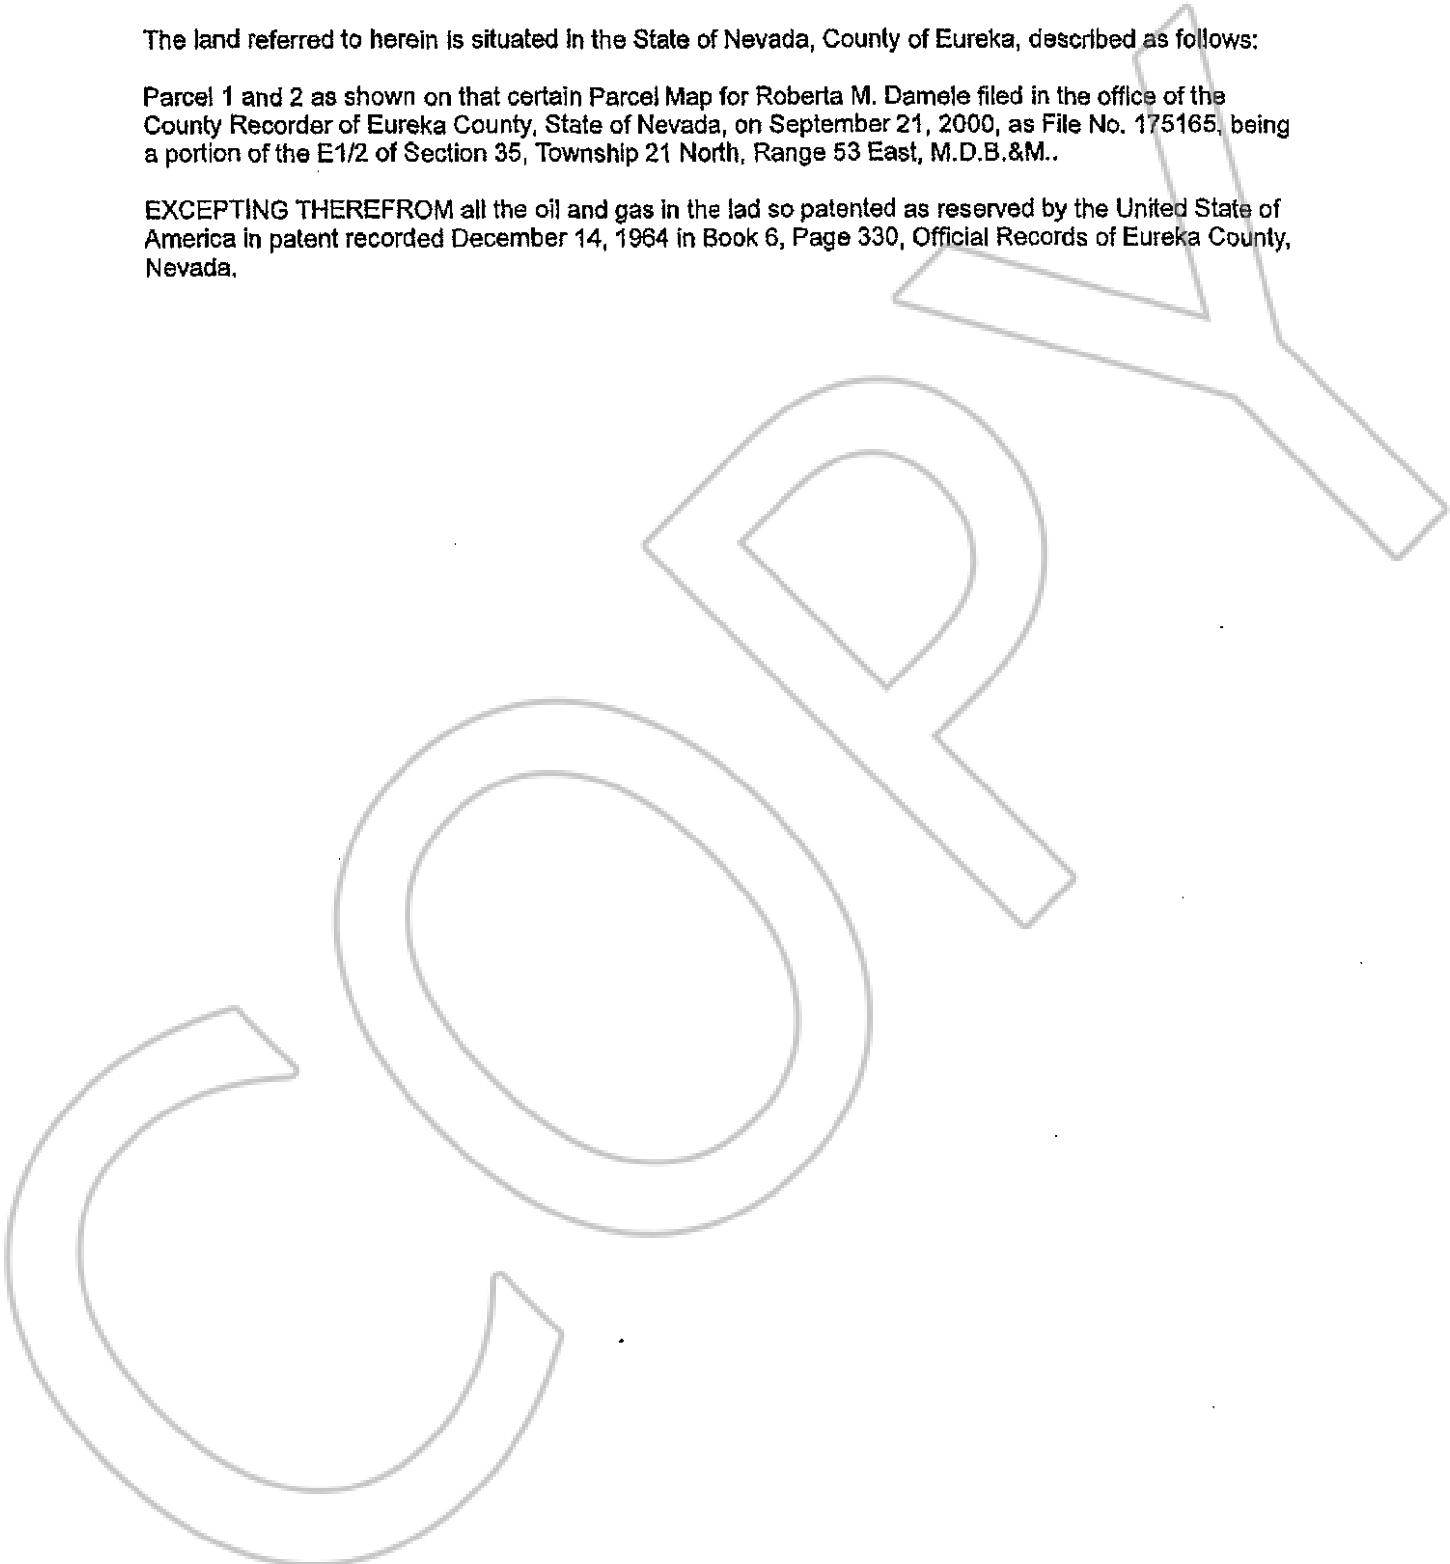 The land referred to herein is situated in the State of Nevada, County of Eureka, described as follows:
Parcel 1 and 2 as shown on that certain Parcel Map for Roberta M. Damele filed in the office of the
County Recorder of Eureka County, State of Nevada, on September 21, 2000, as File No. 175165, being
a portion of the E1/2 of Section 35, Township 21 North, Range 53 East, M.D.B.&M..
EXCEPTING THEREFROM all the oil and gas in the lad so patented as reserved by the United State of
America in patent recorded December 14, 1964 in Book 6, Page 330, Official Records of Eureka County,
Nevada.
COPY